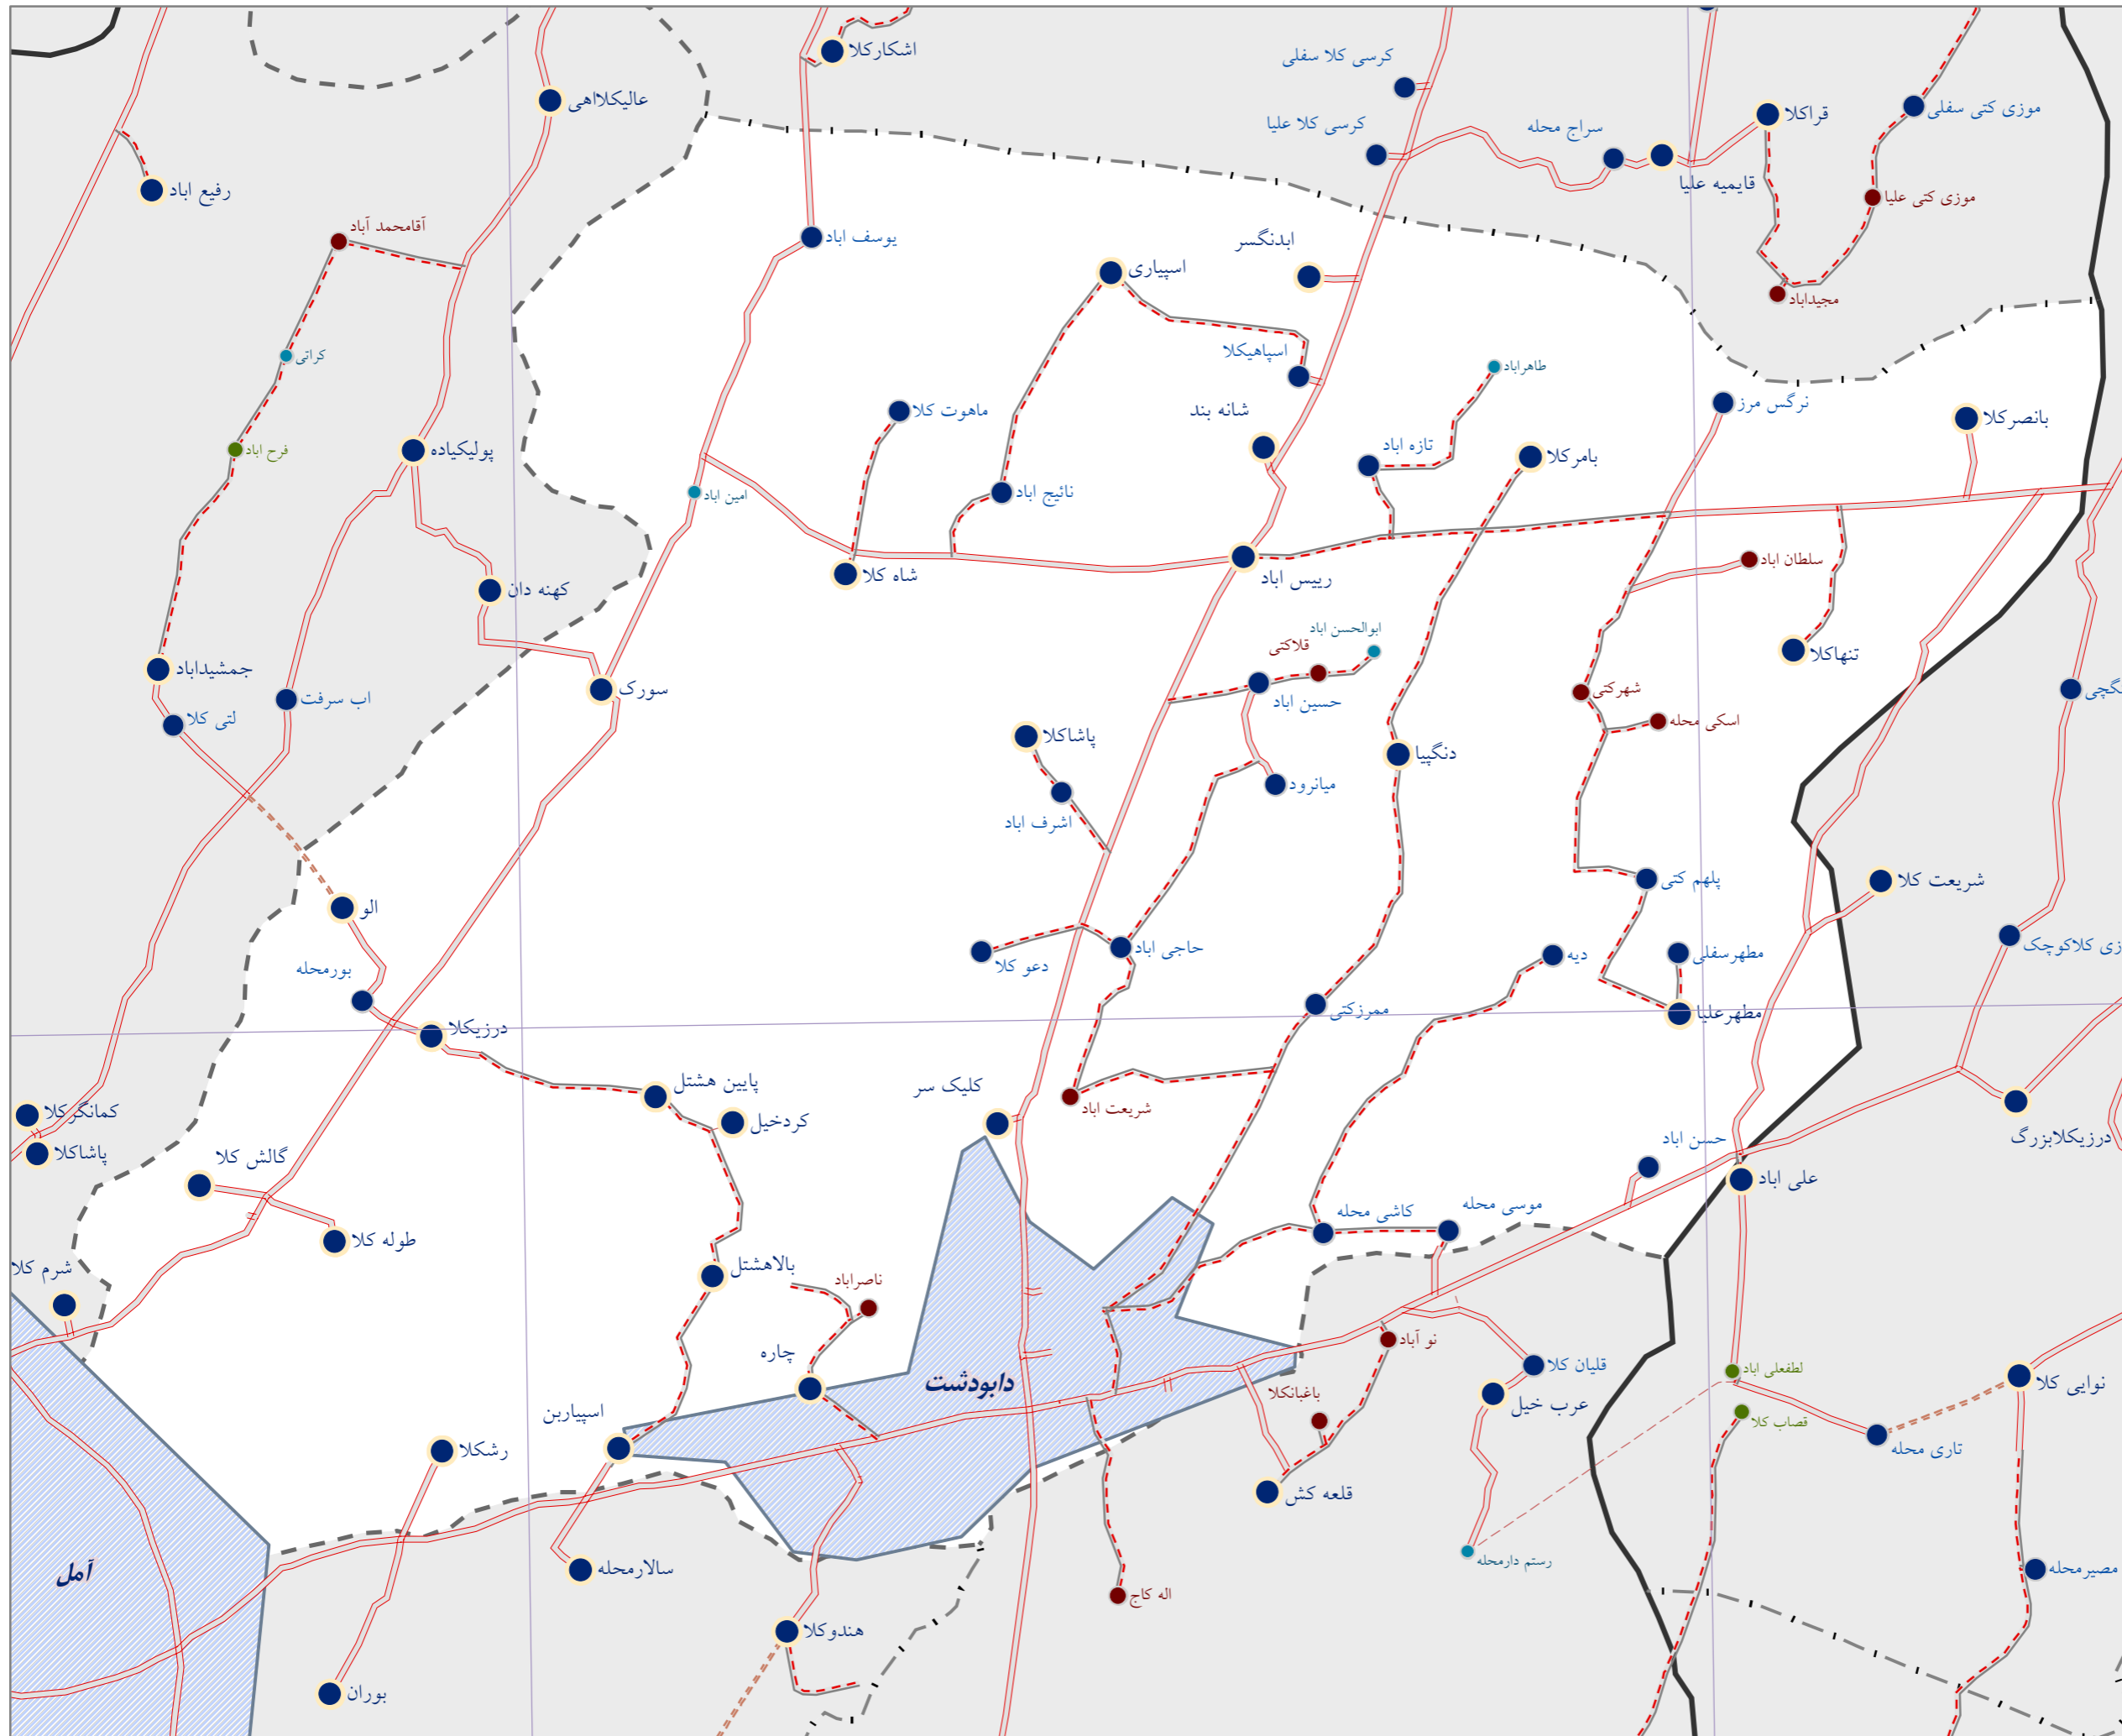 اشکارکلا
کرسی کلا سفلی
عالیکلااهی
موزی کتی سفلی
قراکلا
کرسی کلا علیا
سراج محله
قایمیه علیا
رفیع اباد
موزی کتی علیا
آقامحمد آباد
یوسف اباد
ابدنگسر
اسپیاری
مجیداباد
کرانی
اسپاهیکلا
طاهراباد
ماهوت کلا
شانه بند
نرگس مرز
بانصرکلا
فرح اباد
پولیکیاده
تازه اباد
بامرکلا
امین اباد
نائیج اباد
شاه کلا
رییس اباد
سلطان اباد
کهنه دان
ابوالحسن اباد
قلاکتی
تنهاکلا
جمشیداباد
سورک
اب سرفت
حسین اباد
شهرکتی
گچی
لتی کلا
اسکی محله
پاشاکلا
دنگپیا
میانرود
اشرف اباد
پلهم کتی
شریعت کلا
الو
حاجی اباد
دعو کلا
دیه
مطهرسفلی
زی کلاکوچک
بورمحله
ممرزکتی
مطهرعلیا
درزیکلا
پایین هشتل
کلیک سر
کمانگرکلا
کردخیل
شریعت اباد
حسن اباد
درزیکلابزرگ
پاشاکلا
گالش کلا
علی اباد
موسی محله
کاشی محله
طوله کلا
شرم کلا
بالاهشتل
ناصراباد
چاره
نو آباد
قلیان کلا
لطفعلی اباد
دابودشت
باغبانکلا
عرب خیل
نوایی کلا
اسپیاربن
قصاب کلا
رشکلا
تاری محله
قلعه کش
رستم دارمحله
سالارمحله
مصیرمحله
آمل
اله کاج
هندوکلا
بوران